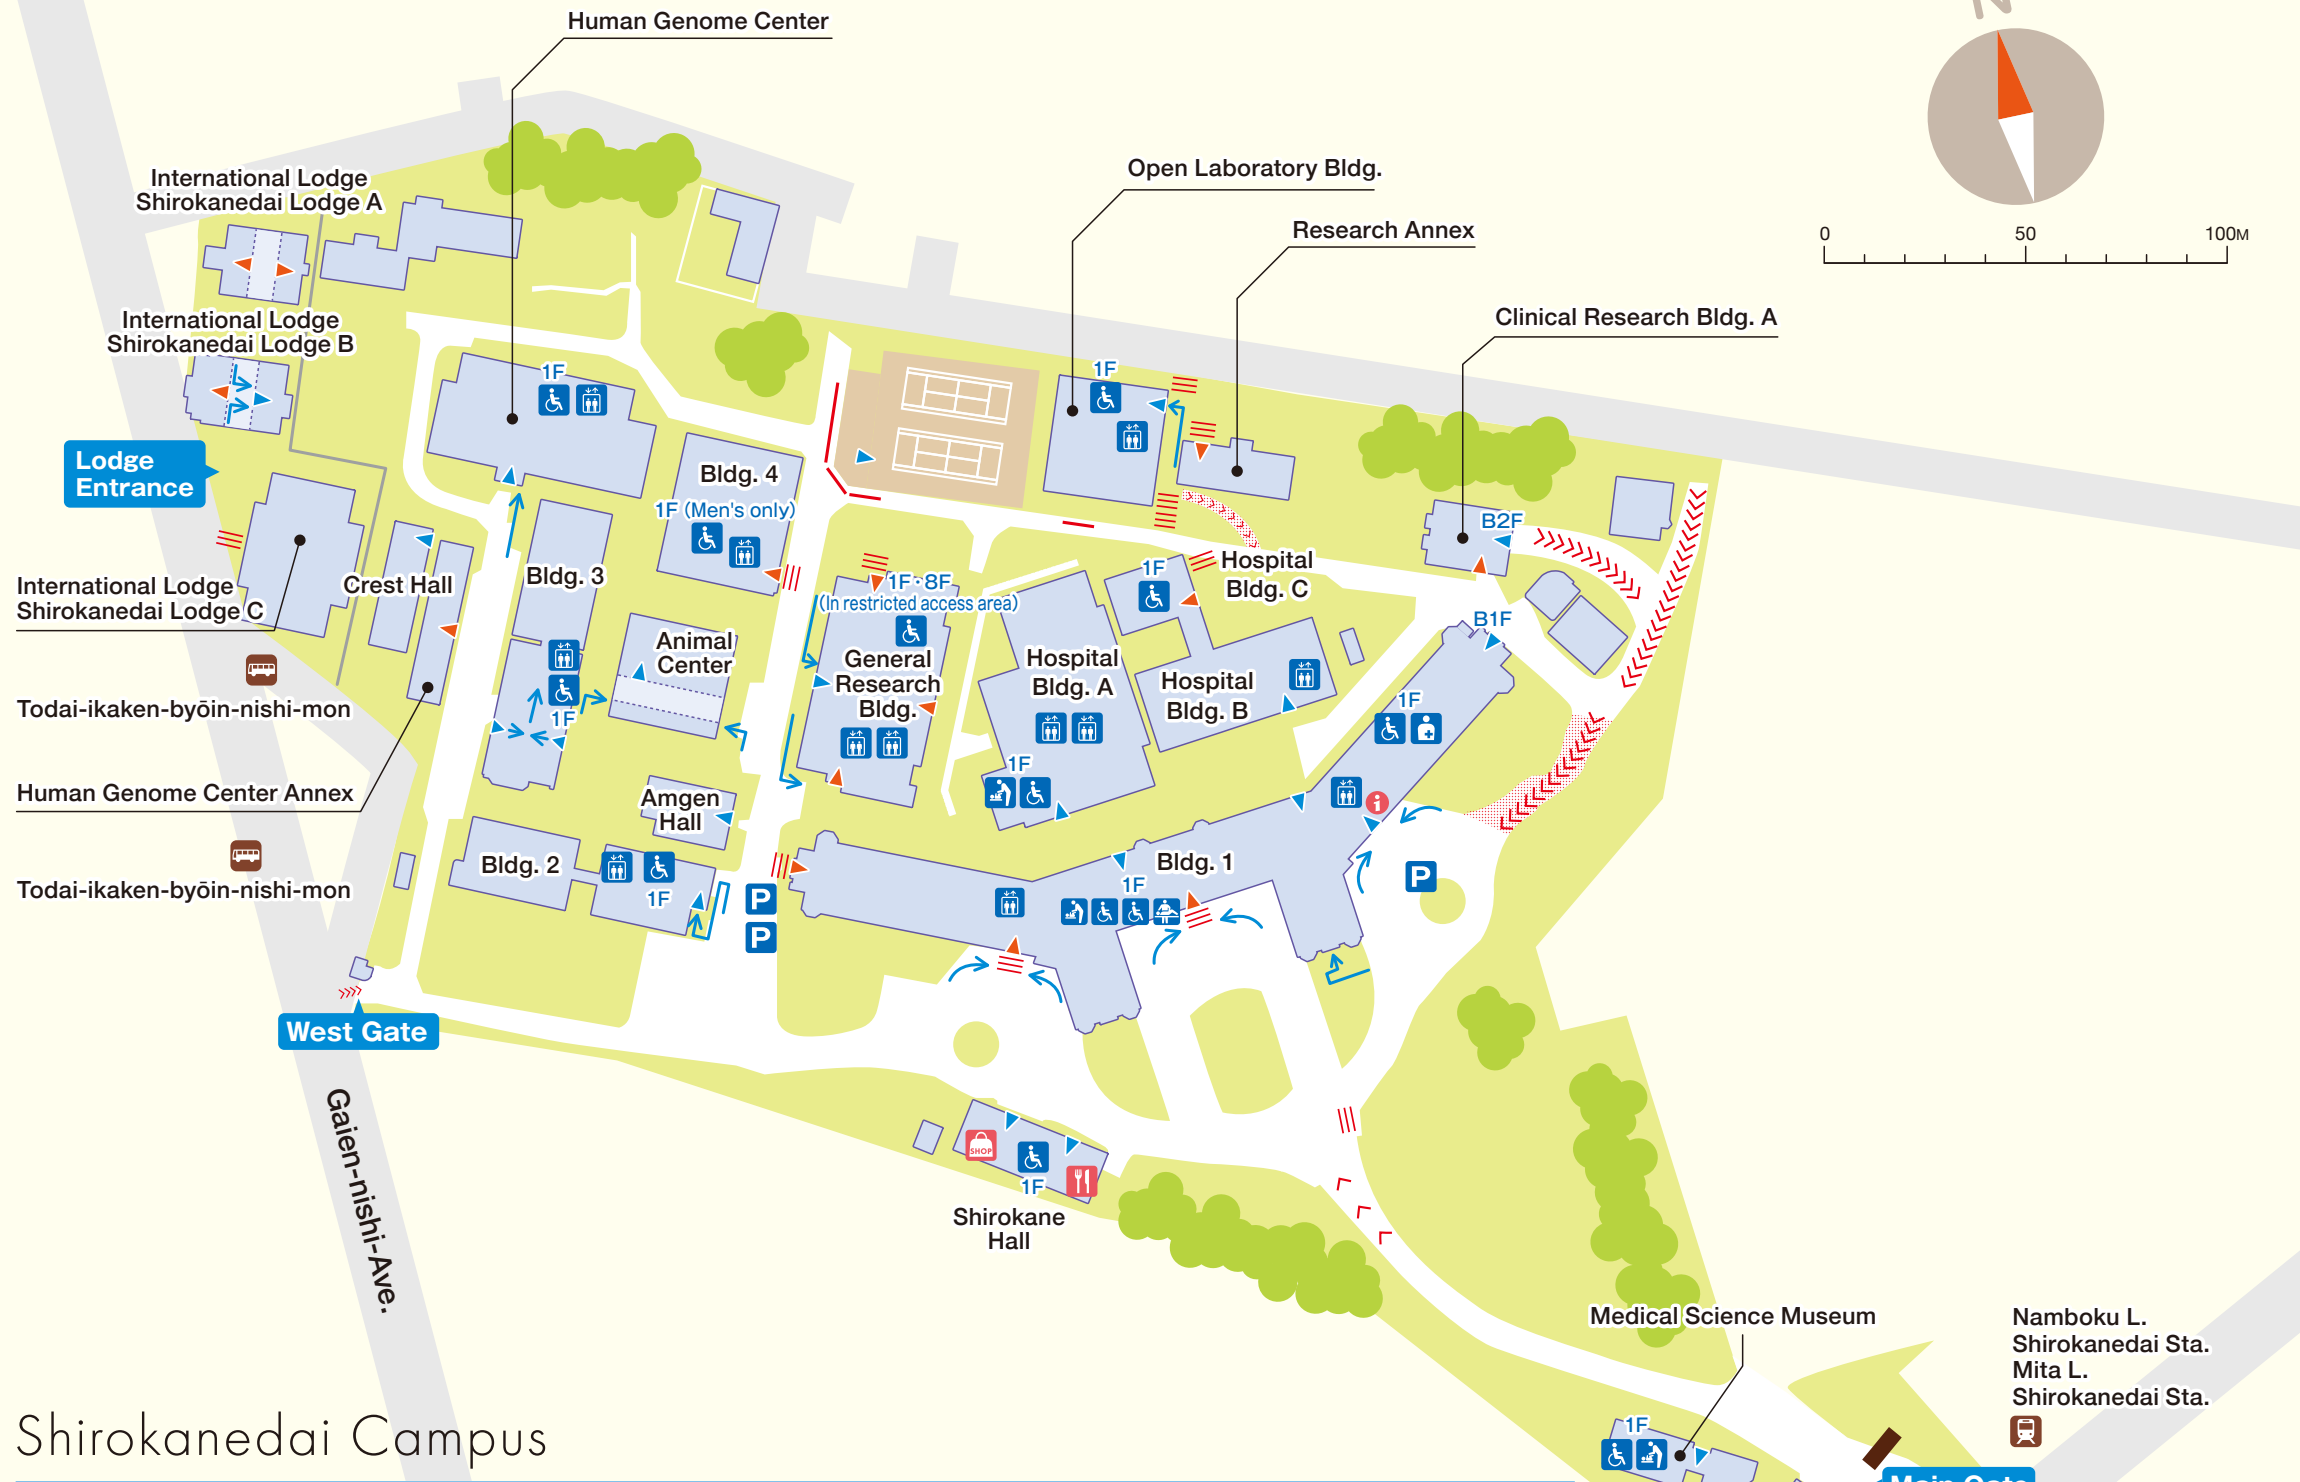 Human Genome Center
N
Open Laboratory Bldg.
International Lodge
Shirokanedai Lodge A
Research Annex
0 50 100M
International Lodge
Shirokanedai Lodge B
Clinical Research Bldg. A
1F
1F
Lodge
Entrance
Bldg. 4
1F (Men's only)
B2F
International Lodge
Shirokanedai Lodge C
Crest Hall
Bldg. 3
1F・8F
(In restricted access area)
1F
Hospital
Bldg. C
B1F
Animal
Center
General
Research
Bldg.
Hospital
Bldg. A
Hospital
Bldg. B
1F
Todai-ikaken-byōin-nishi-mon
1F
Human Genome Center Annex
Amgen
Hall
1F
Todai-ikaken-byōin-nishi-mon
Bldg. 2
1F
Bldg. 1
1F
P
P
P
West Gate
Gaien-nishi-Ave.
SHOP
1F
Shirokane
Hall
Medical Science Museum
1F
Namboku L.
Shirokanedai Sta.
Mita L.
Shirokanedai Sta.
Main Gate
Shirokanedai Campus